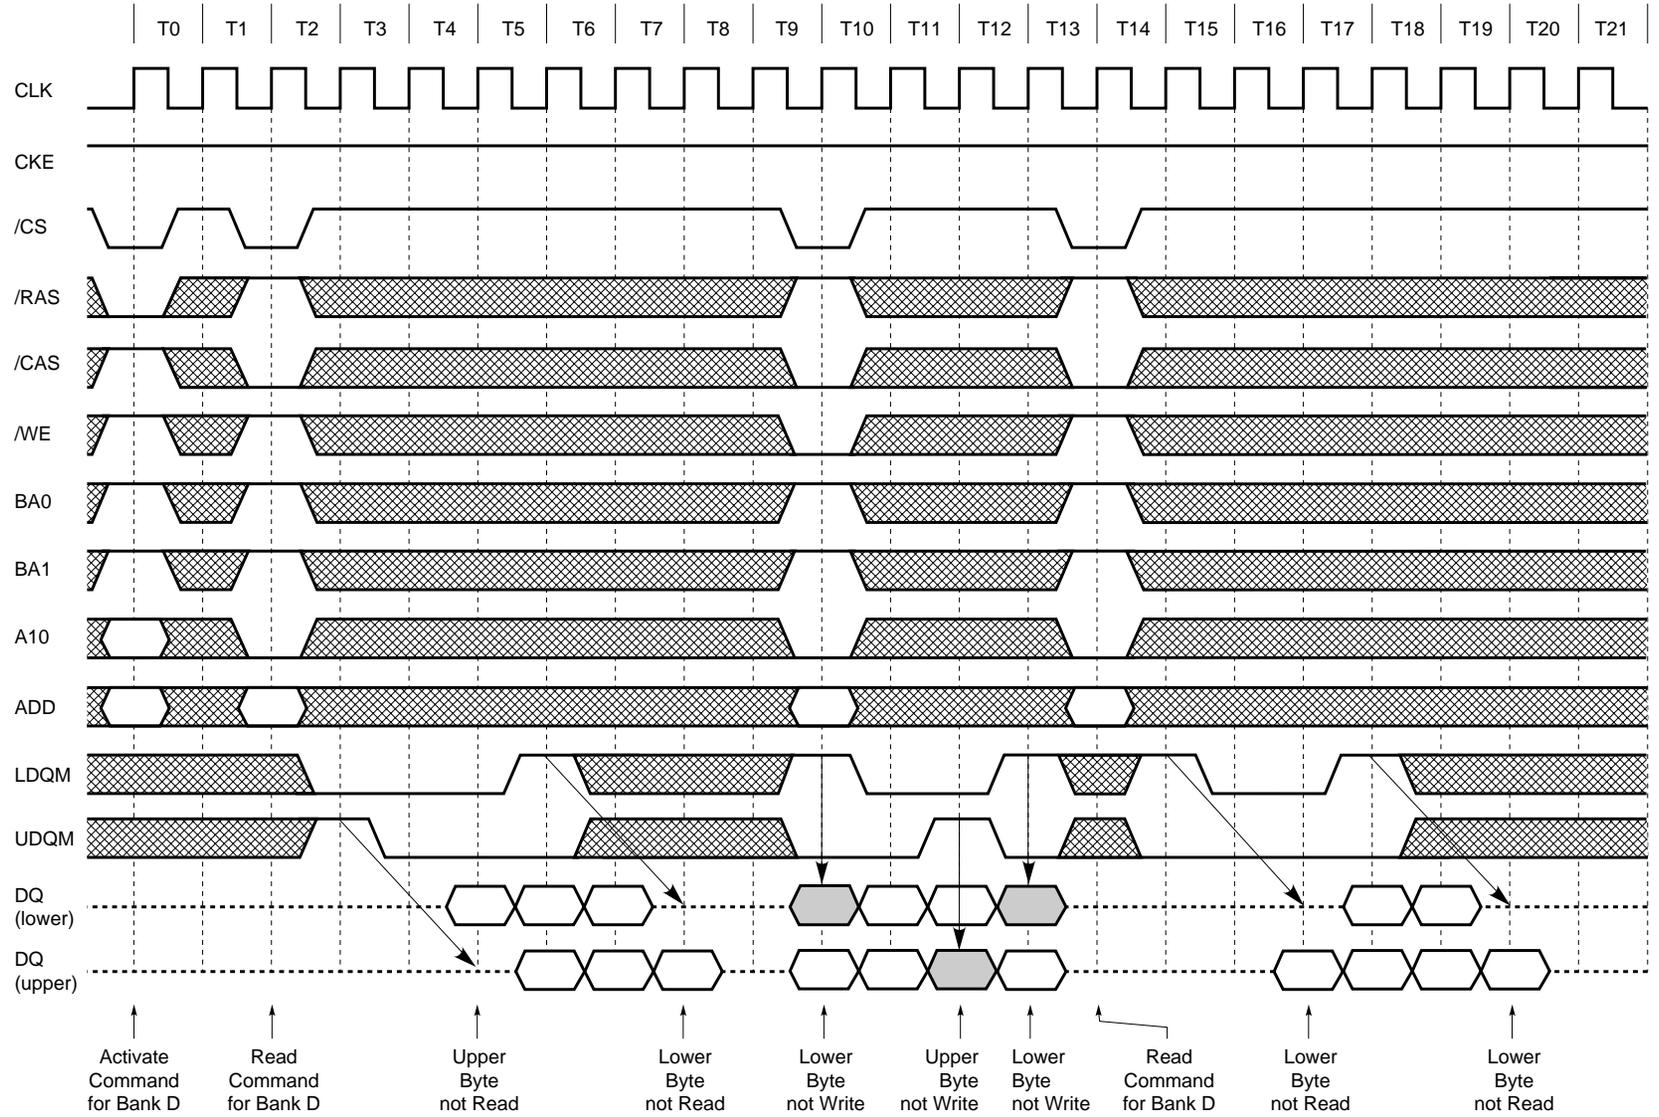 T0 T1 T2 T3 T4 T5 T6 T7 T8 T9 T10 T11 T12 T13 T14 T15 T16 T17 T18 T19 T20 T21
CLK
CKE
/CS
/RAS
/CAS
/WE
BA0
BA1
A10
ADD
LDQM
UDQM
DQ
(lower)
DQ
(upper)
Activate Read Upper Lower Lower Upper Lower Read Lower Lower
Command Command Byte Byte Byte Byte Byte Command Byte Byte
for Bank D for Bank D not Read not Read not Write not Write not Write for Bank D not Read not Read